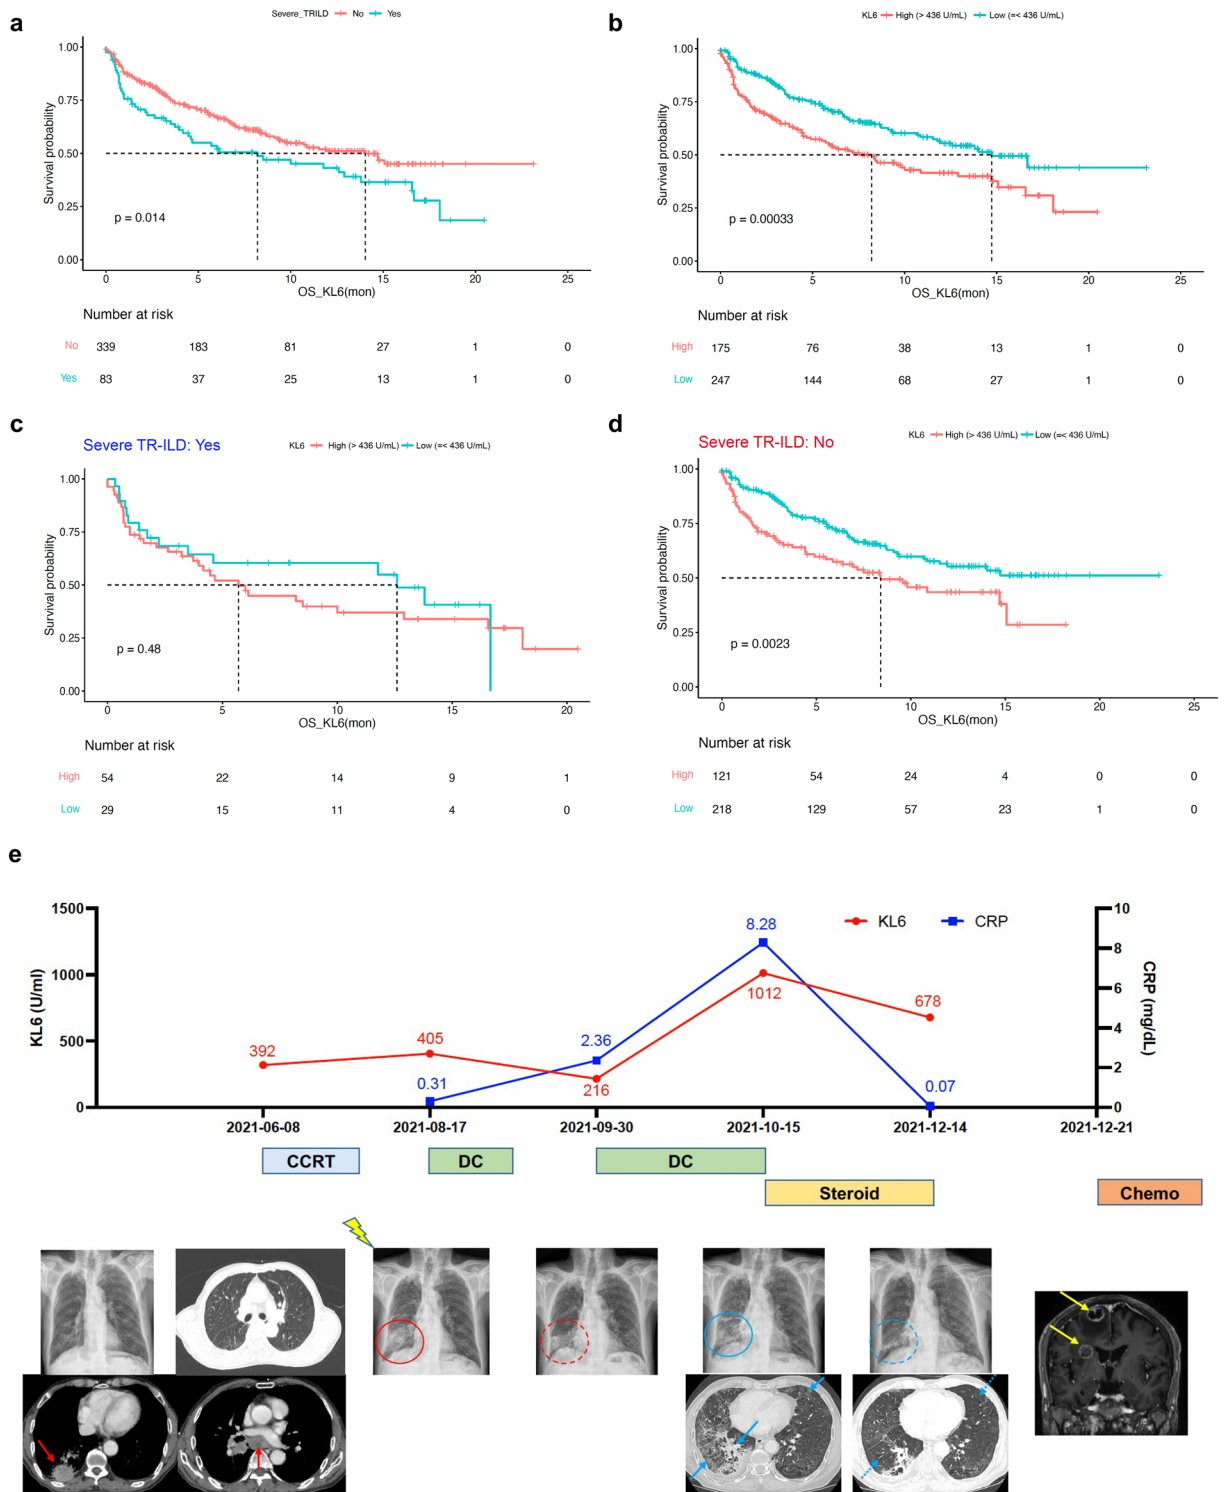 a
Severe_TRILD No Yes
Survival probability
1.00
0.75
0.50
0.25
0.00
p = 0.014
0 5 10 15 20 25
OS_KL6(mon)
Number at risk
No 339 183 81 27 1 0
Yes 83 37 25 13 1 0
b
KL6 High (> 436 U/mL) Low (=< 436 U/mL)
Survival probability
1.00
0.75
0.50
0.25
0.00
p = 0.00033
0 5 10 15 20 25
OS_KL6(mon)
Number at risk
High 175 76 38 13 1 0
Low 247 144 68 27 1 0
c
Severe TR-ILD: Yes
KL6 High (> 436 U/mL) Low (=< 436 U/mL)
Survival probability
1.00
0.75
0.50
0.25
0.00
p = 0.48
0 5 10 15 20
OS_KL6(mon)
Number at risk
High 54 22 14 9 1
Low 29 15 11 4 0
d
Severe TR-ILD: No
KL6 High (> 436 U/mL) Low (=< 436 U/mL)
Survival probability
1.00
0.75
0.50
0.25
0.00
p = 0.0023
0 5 10 15 20 25
OS_KL6(mon)
Number at risk
High 121 54 24 4 0 0
Low 218 129 57 23 1 0
e
KL6 (U/ml)
1500
1000
500
0
KL6 CRP
392
405
0.31
2.36
216
8.28
1012
678
0.07
10
8
6
4
2
0
CRP (mg/dL)
2021-06-08 2021-08-17 2021-09-30 2021-10-15 2021-12-14 2021-12-21
CCRT DC DC
Steroid Chemo